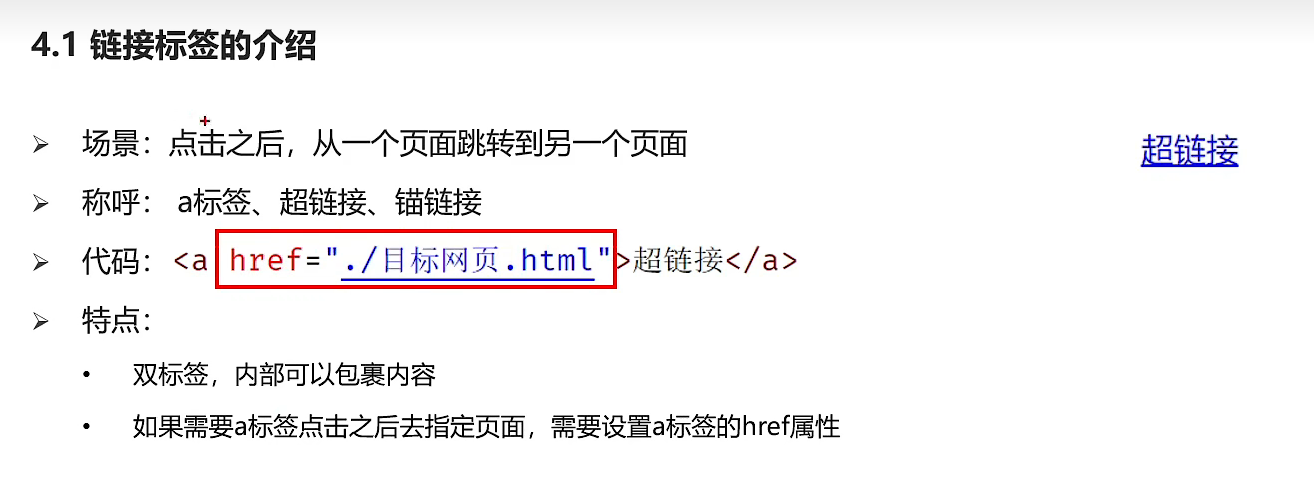 4.1 链接标签的介绍
场景：点击之后，从一个页面跳转到另一个页面
超链接
称呼： a标签、超链接、锚链接
代码：<a href="./目标网页.html">超链接</a>
特点：
双标签，内部可以包裹内容
如果需要a标签点击之后去指定页面，需要设置a标签的href属性